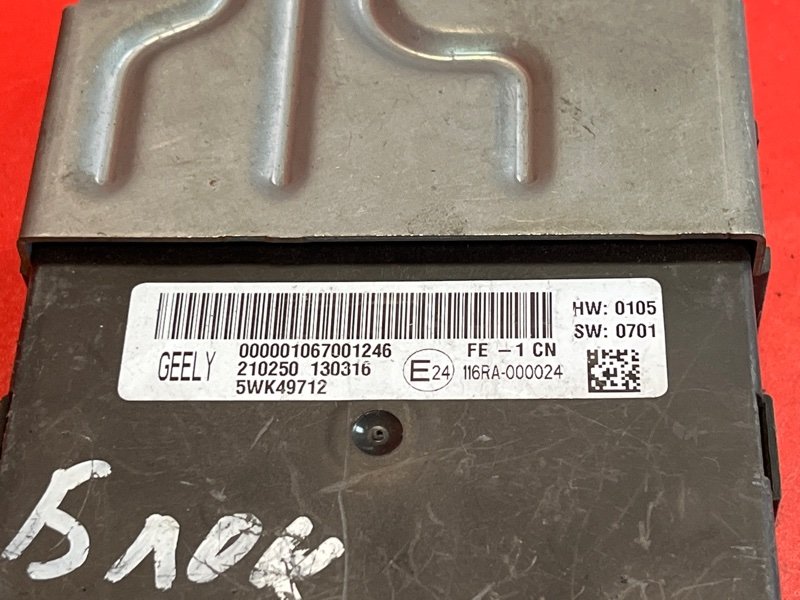 000001067001246 FE -1 CN HW: 0105
SW: 0701
GEELY 210250 130316 E24 116RA-000024
5WK49712
Блок